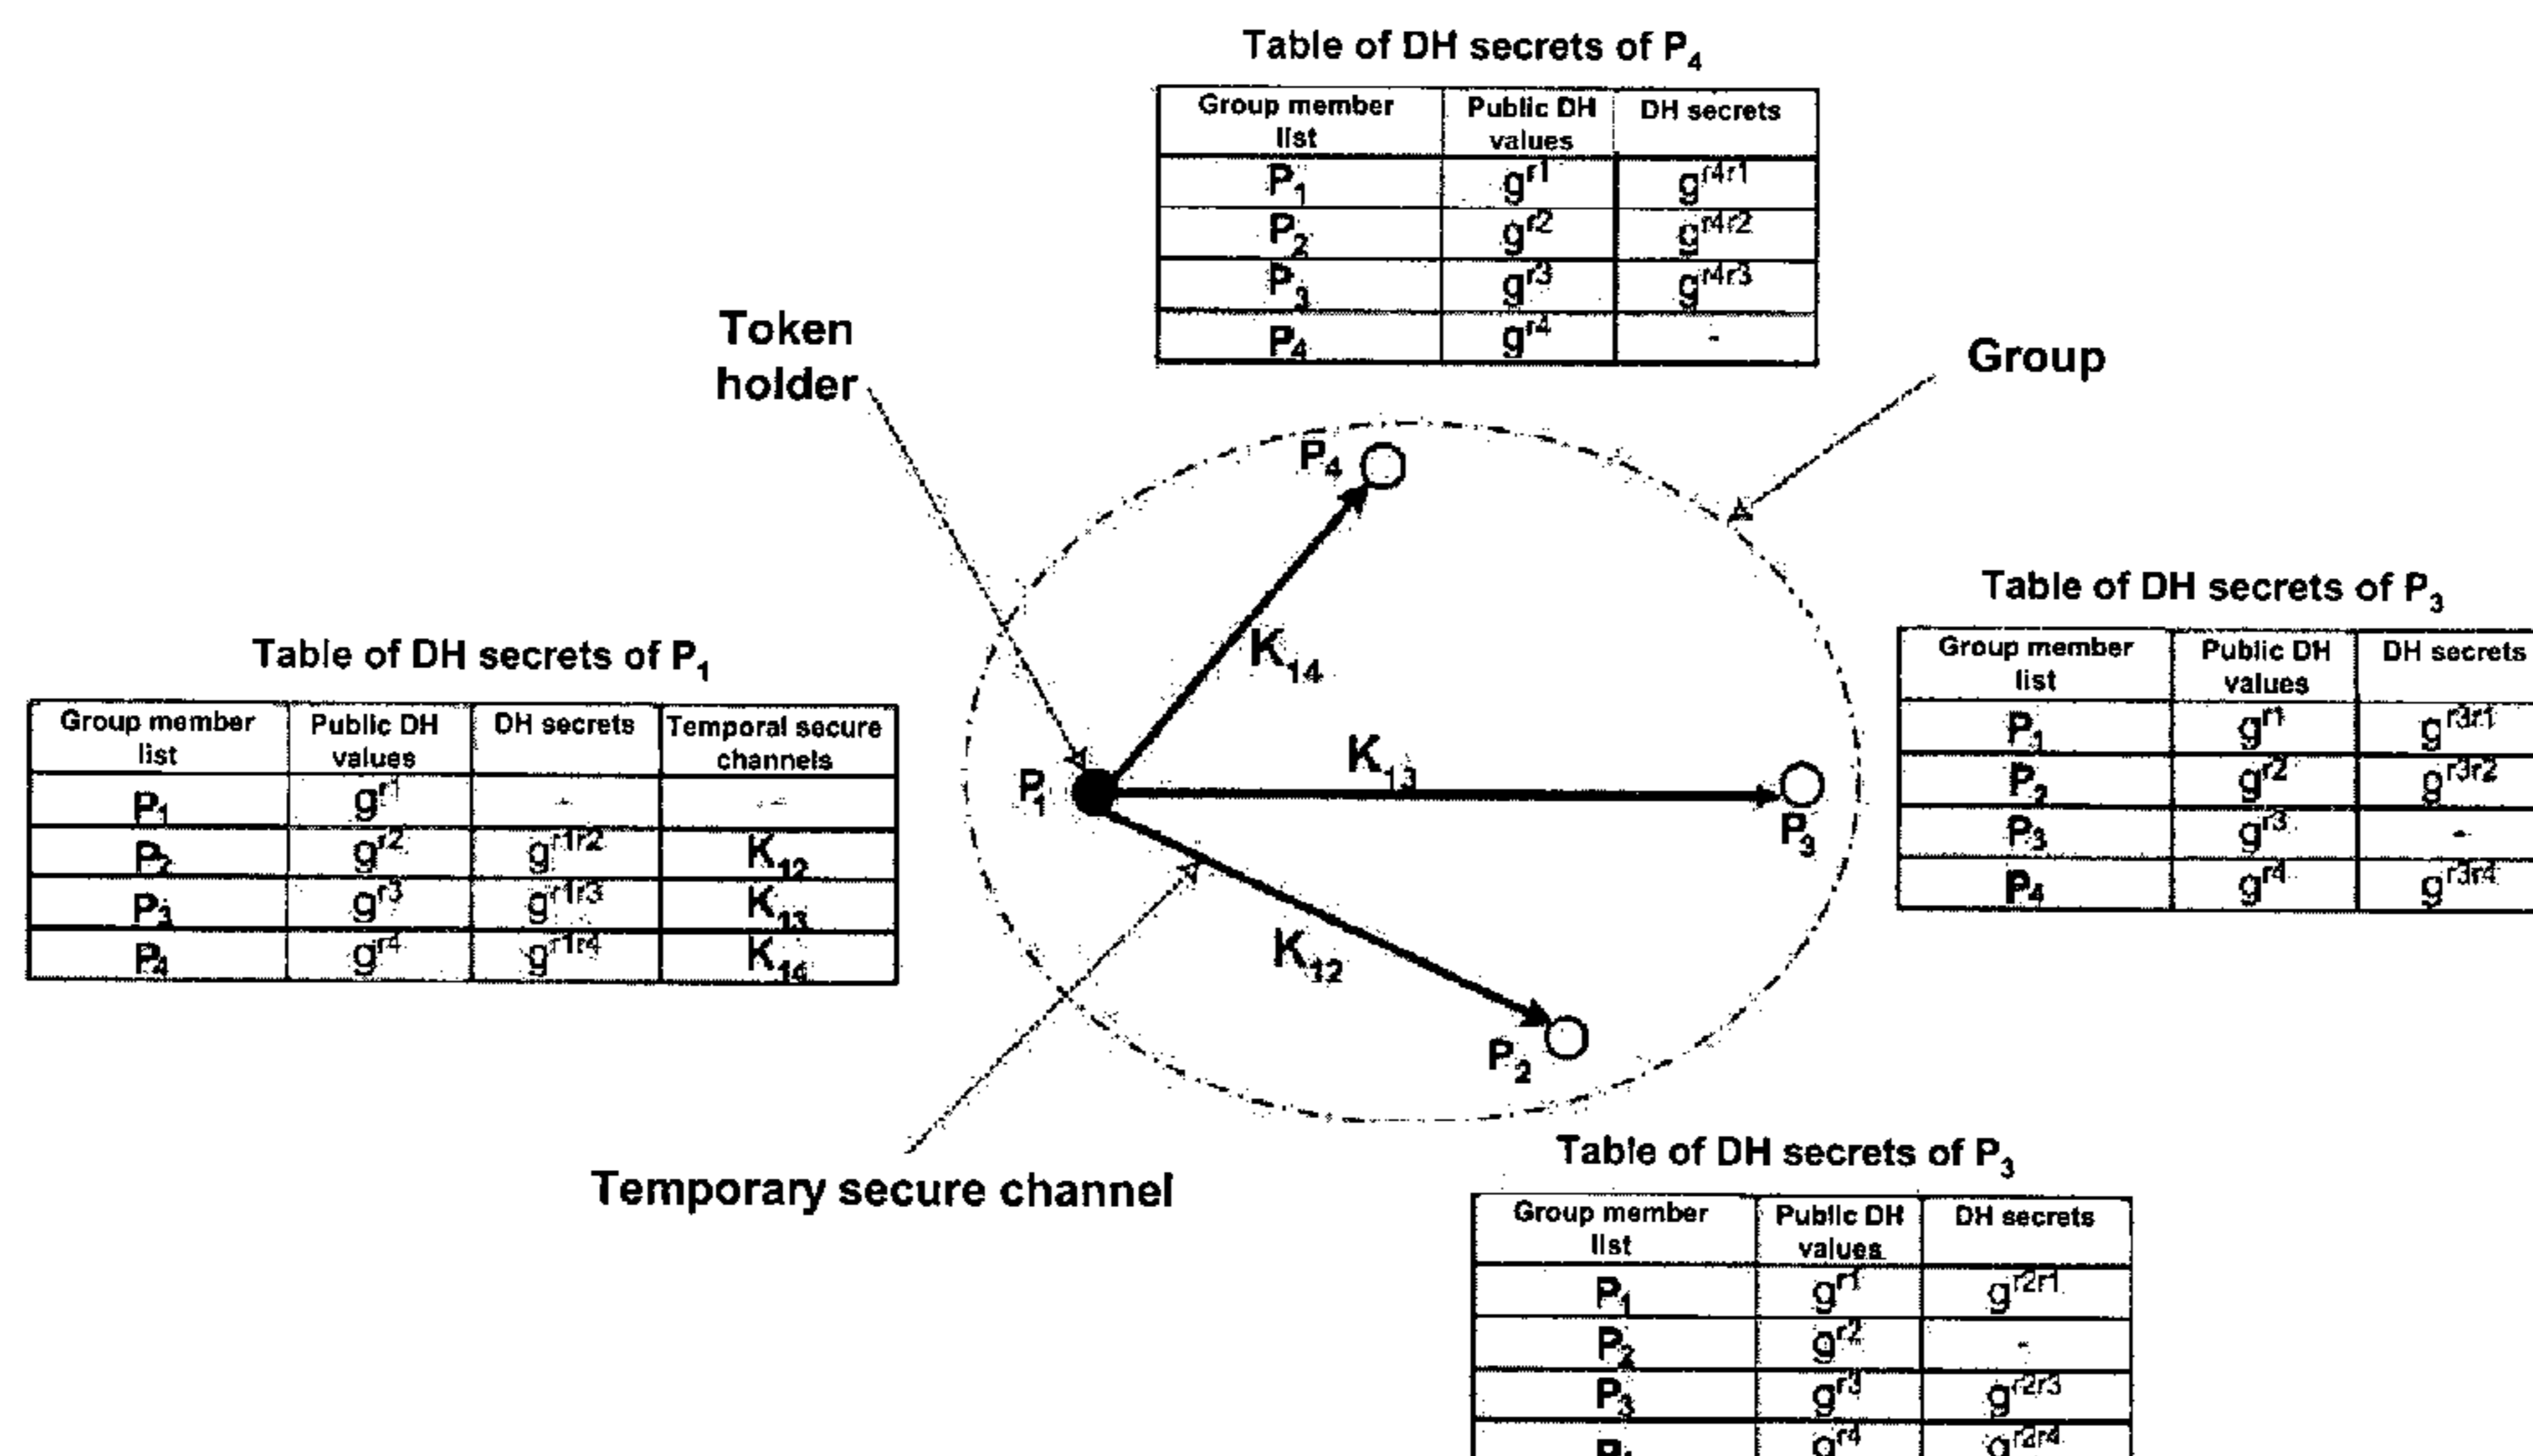 Table of DH secrets of P4
Group member list | Public DH values | DH secrets
P1 | g^r1 | g^r4r1
P2 | g^r2 | g^r4r2
P3 | g^r3 | g^r4r3
P4 | g^r4 | -
Token
holder
Group
P4
K14
K13
K12
P1
P3
P2
Table of DH secrets of P1
Group member list | Public DH values | DH secrets | Temporal secure channels
P1 | g^r1 | - | -
P2 | g^r2 | g^r1r2 | K12
P3 | g^r3 | g^r1r3 | K13
P4 | g^r4 | g^r1r4 | K14
Table of DH secrets of P3
Group member list | Public DH values | DH secrets
P1 | g^r1 | g^r3r1
P2 | g^r2 | g^r3r2
P3 | g^r3 | -
P4 | g^r4 | g^r3r4
Temporary secure channel
Table of DH secrets of P3
Group member list | Public DH values | DH secrets
P1 | g^r1 | g^r2r1
P2 | g^r2 | -
P3 | g^r3 | g^r2r3
g^r4 | g^r2r4